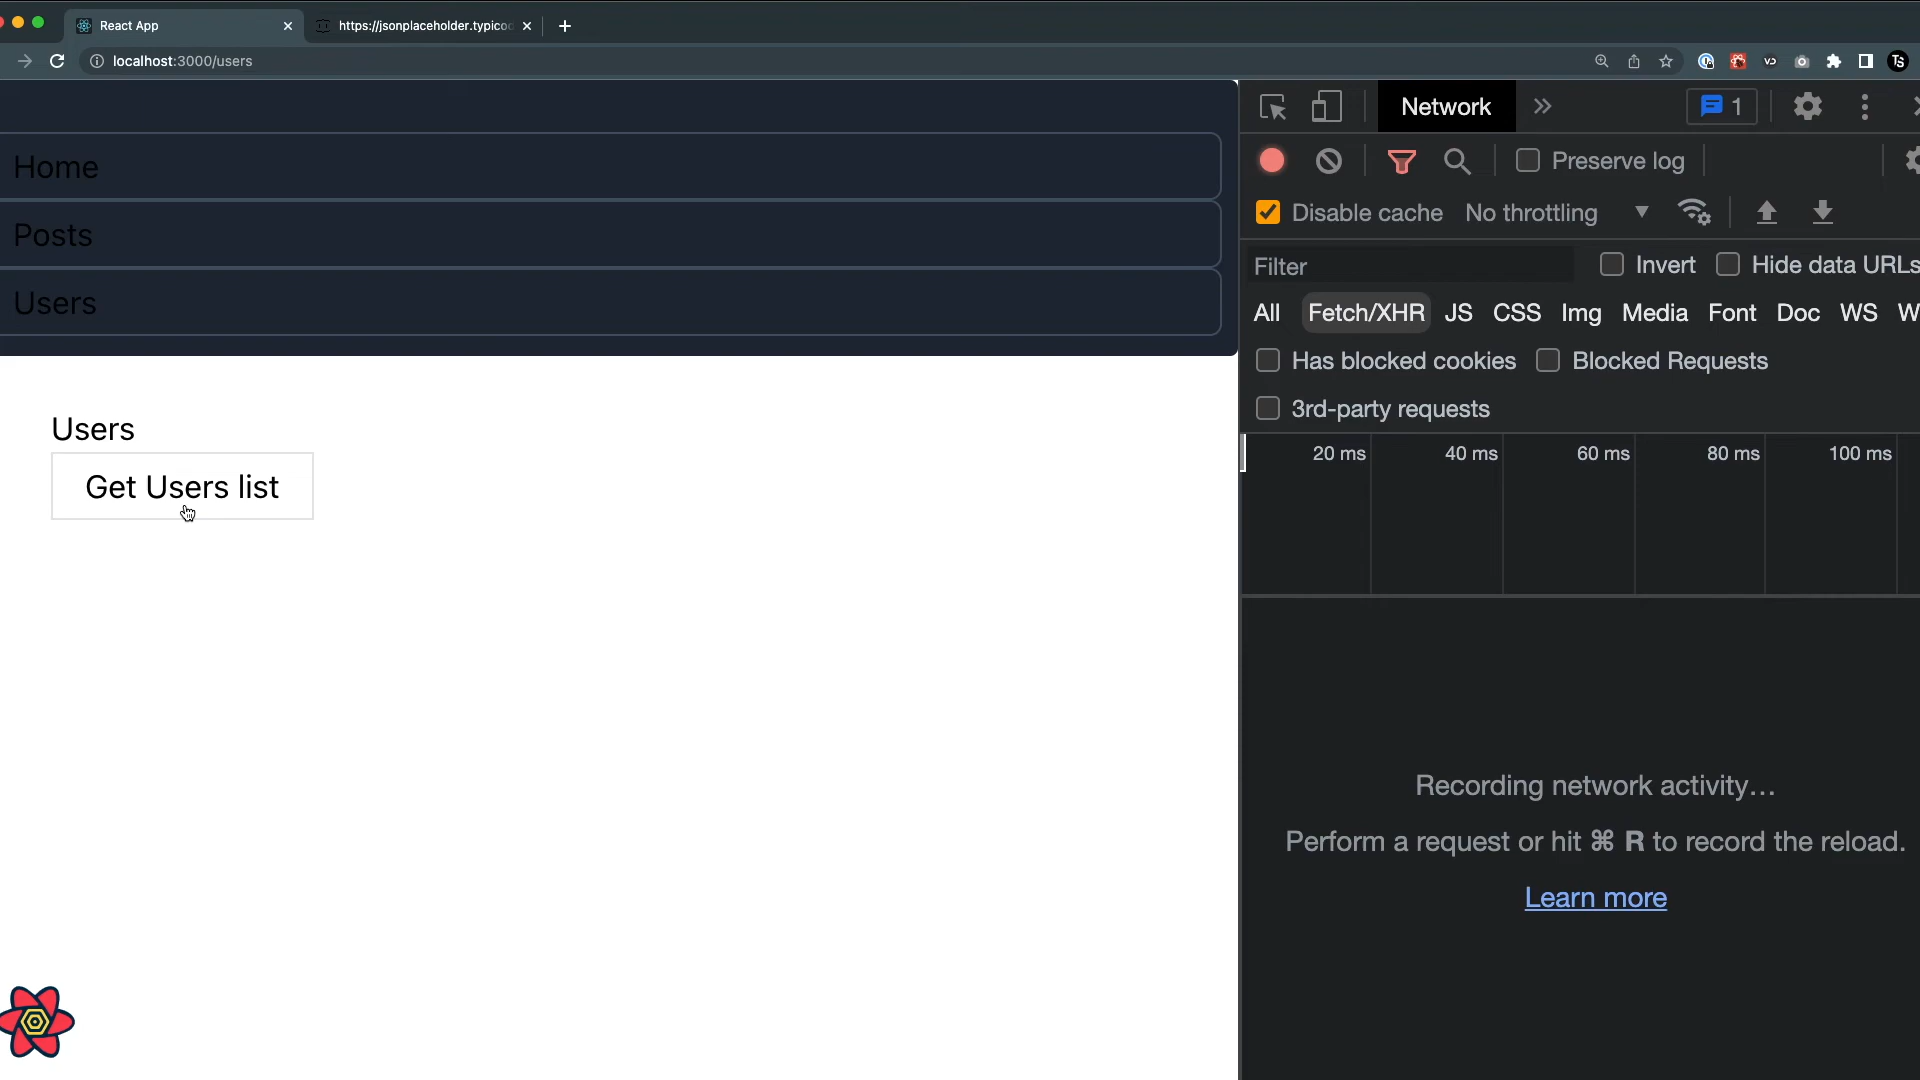 React App
https://jsonplaceholder.typicod
localhost:3000/users
TS
Home
Posts
Users
Users
Get Users list
Network
1
Preserve log
Disable cache
No throttling
Filter
Invert
Hide data URLs
All
Fetch/XHR
JS
CSS
Img
Media
Font
Doc
WS
W
Has blocked cookies
Blocked Requests
3rd-party requests
20 ms
40 ms
60 ms
80 ms
100 ms
Recording network activity…
Perform a request or hit ⌘ R to record the reload.
Learn more